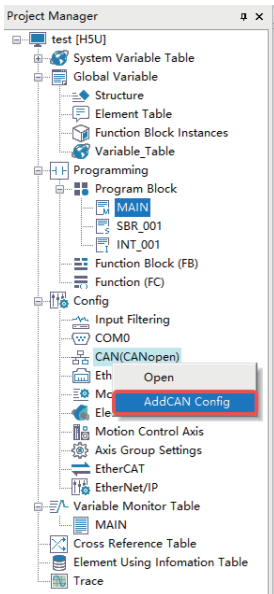 Project Manager
test [H5U]
System Variable Table
Global Variable
Structure
Element Table
Function Block Instances
Variable_Table
Programming
Program Block
MAIN
SBR_001
INT_001
Function Block (FB)
Function (FC)
Config
Input Filtering
COM0
CAN(CANopen)
Eth
Open
Mo
AddCAN Config
Ele
Motion Control Axis
Axis Group Settings
EtherCAT
EtherNet/IP
Variable Monitor Table
MAIN
Cross Reference Table
Element Using Infomation Table
Trace